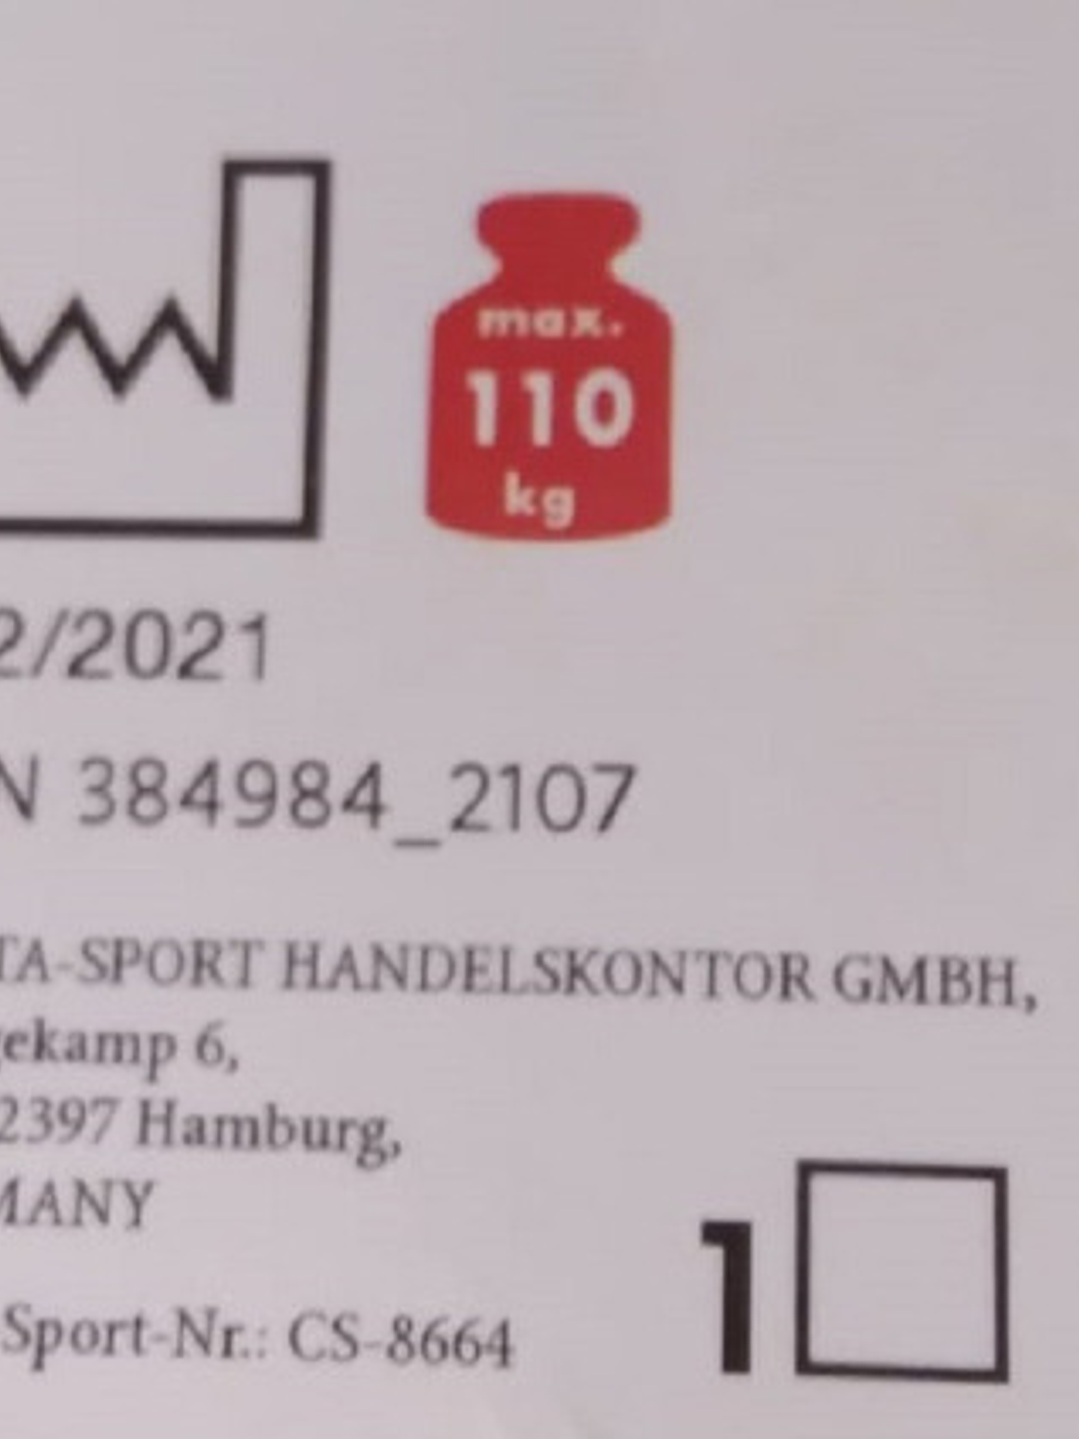 max.
110
kg
2/2021
N 384984_2107
TA-SPORT HANDELSKONTOR GMBH,
gekamp 6,
2397 Hamburg,
MANY
-Sport-Nr.: CS-8664
1